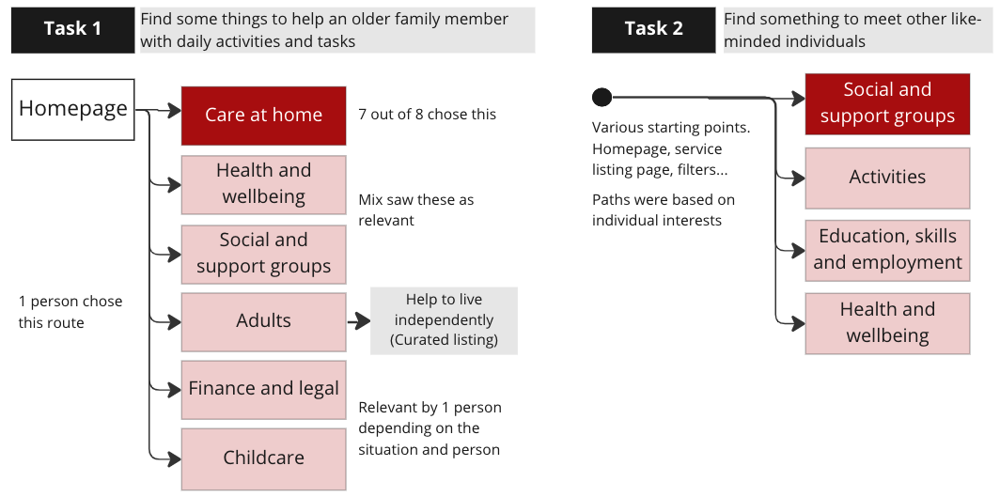 Task 1
Find some things to help an older family member
with daily activities and tasks
Homepage
Care at home
7 out of 8 chose this
Health and
wellbeing
Mix saw these as
relevant
Social and
support groups
1 person chose
this route
Adults
Help to live
independently
(Curated listing)
Finance and legal
Relevant by 1 person
depending on the
situation and person
Childcare
Task 2
Find something to meet other like-
minded individuals
Various starting points.
Homepage, service
listing page, filters...
Paths were based on
individual interests
Social and
support groups
Activities
Education, skills
and employment
Health and
wellbeing